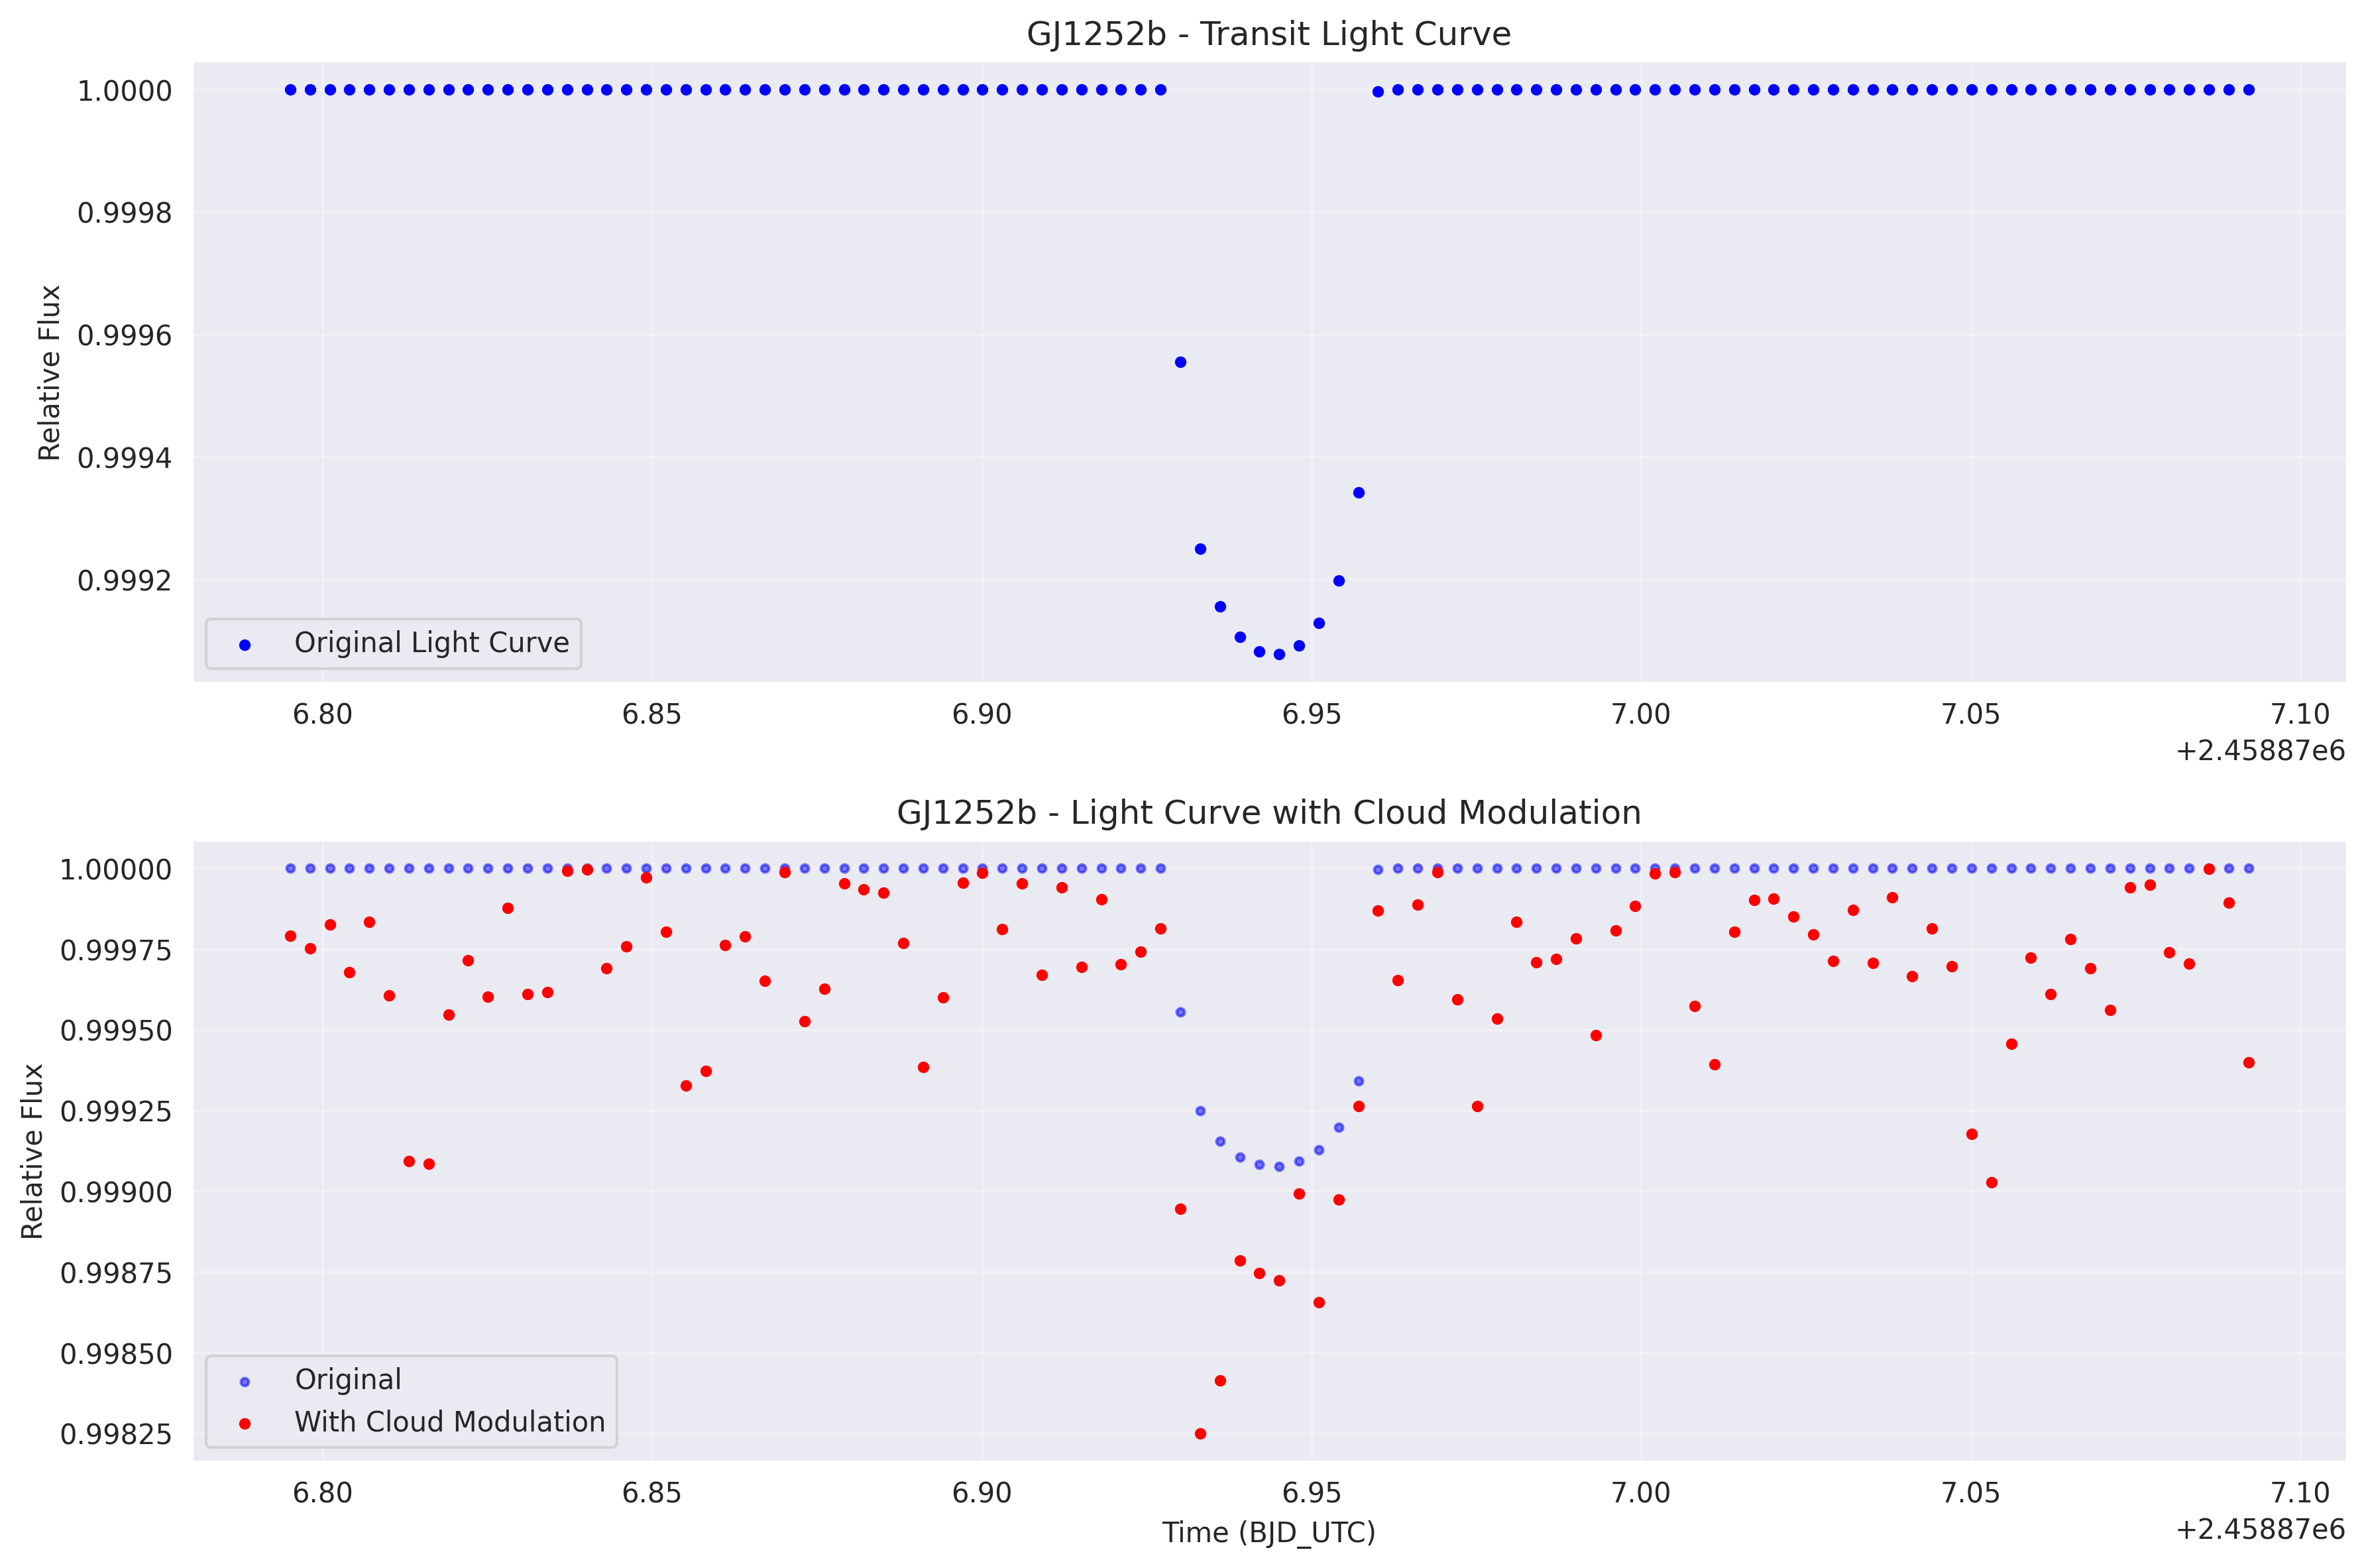 GJ1252b - Transit Light Curve
Relative Flux
1.0000
0.9998
0.9996
0.9994
0.9992
Original Light Curve
6.80 6.85 6.90 6.95 7.00 7.05 7.10
+2.45887e6
GJ1252b - Light Curve with Cloud Modulation
Relative Flux
1.00000
0.99975
0.99950
0.99925
0.99900
0.99875
0.99850
0.99825
Original
With Cloud Modulation
6.80 6.85 6.90 6.95 7.00 7.05 7.10
Time (BJD_UTC)
+2.45887e6